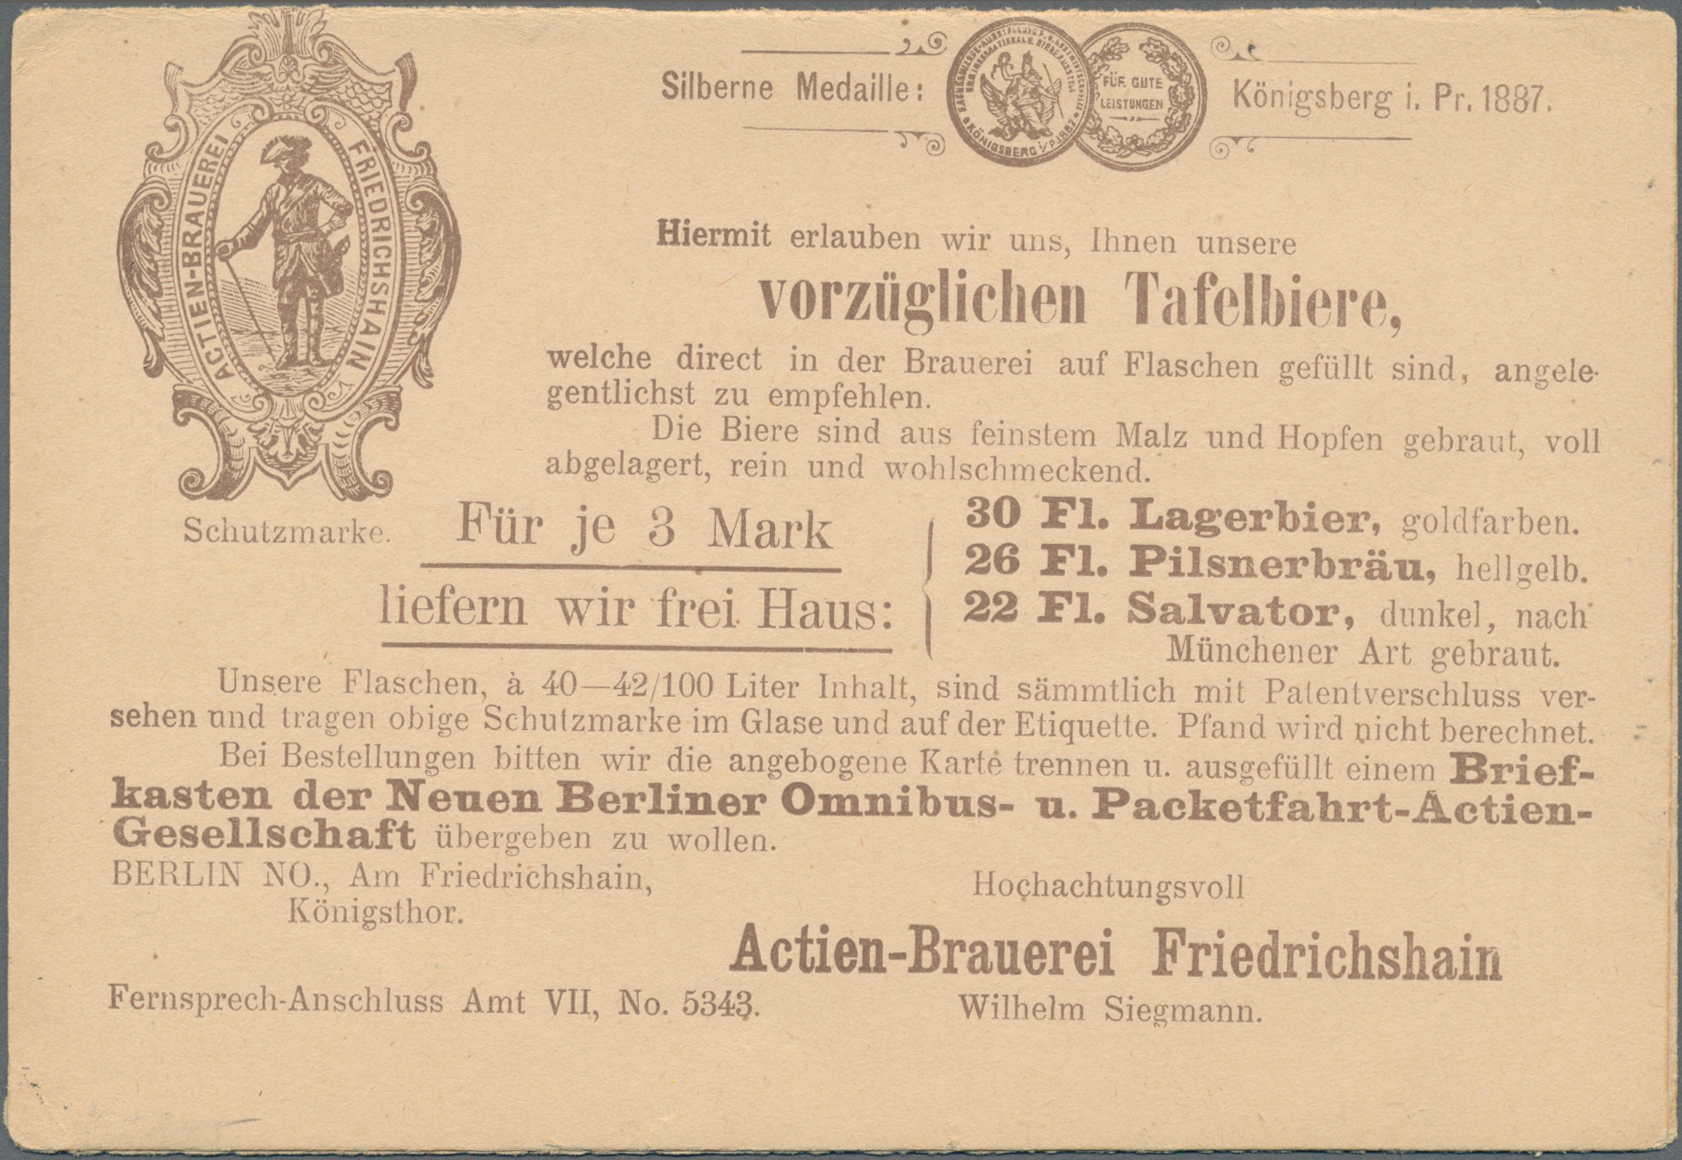 ACTIEN-BRAUEREI FRIEDRICHSHAIN
Schutzmarke.
Silberne Medaille:
KÖNIGSBERG i/P. 1887.
FÜR GUTE
LEISTUNGEN
Königsberg i. Pr. 1887.
Hiermit erlauben wir uns, Ihnen unsere
vorzüglichen Tafelbiere,
welche direct in der Brauerei auf Flaschen gefüllt sind, angele-
gentlichst zu empfehlen.
Die Biere sind aus feinstem Malz und Hopfen gebraut, voll
abgelagert, rein und wohlschmeckend.
Für je 3 Mark
liefern wir frei Haus:
30 Fl. Lagerbier, goldfarben.
26 Fl. Pilsnerbräu, hellgelb.
22 Fl. Salvator, dunkel, nach
Münchener Art gebraut.
Unsere Flaschen, à 40—42/100 Liter Inhalt, sind sämmtlich mit Patentverschluss ver-
sehen und tragen obige Schutzmarke im Glase und auf der Etiquette. Pfand wird nicht berechnet.
Bei Bestellungen bitten wir die angebogene Karte trennen u. ausgefüllt einem Brief-
kasten der Neuen Berliner Omnibus- u. Packetfahrt-Actien-
Gesellschaft übergeben zu wollen.
BERLIN NO., Am Friedrichshain,
Königsthor.
Hochachtungsvoll
Actien-Brauerei Friedrichshain
Fernsprech-Anschluss Amt VII, No. 5343.
Wilhelm Siegmann.